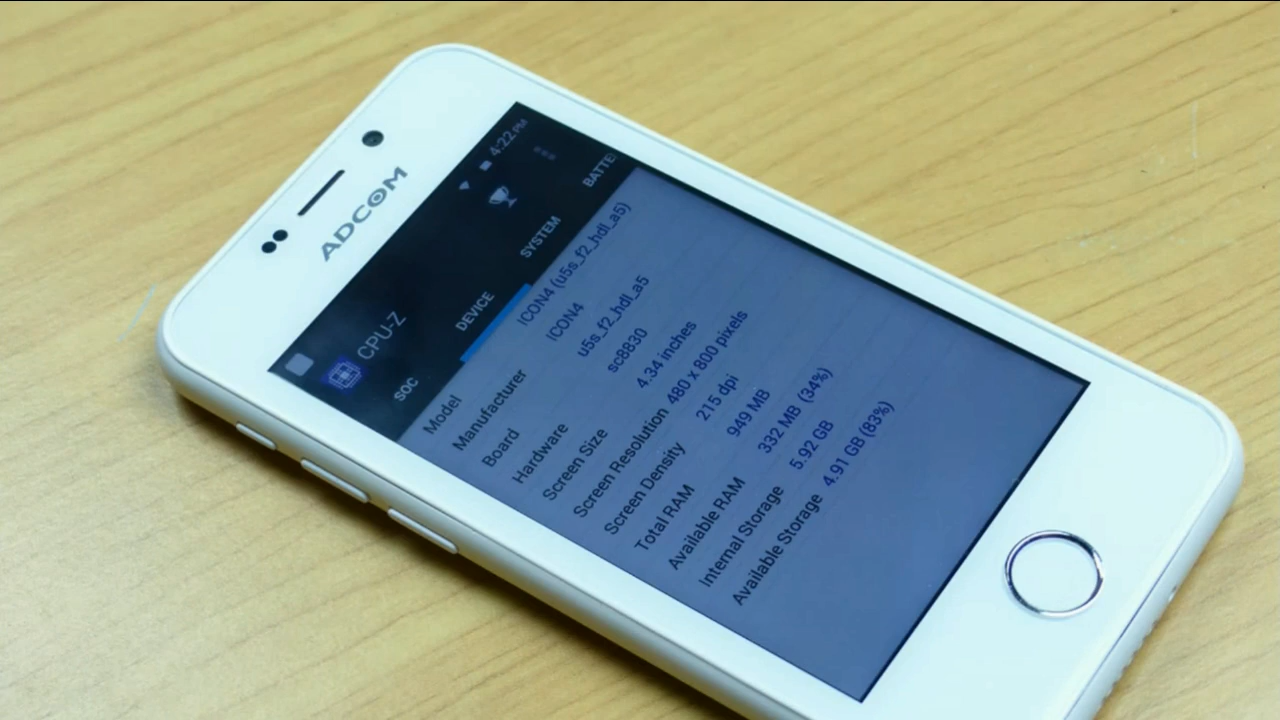 ADCOM
4:22 PM
CPU-Z
SOC DEVICE SYSTEM BATTE
Model ICON4 (u5s_f2_hdl_a5)
Manufacturer ICON4
Board u5s_f2_hdl_a5
Hardware sc8830
Screen Size 4.34 inches
Screen Resolution 480 x 800 pixels
Screen Density 215 dpi
Total RAM 949 MB
Available RAM 332 MB (34%)
Internal Storage 5.92 GB
Available Storage 4.91 GB (83%)